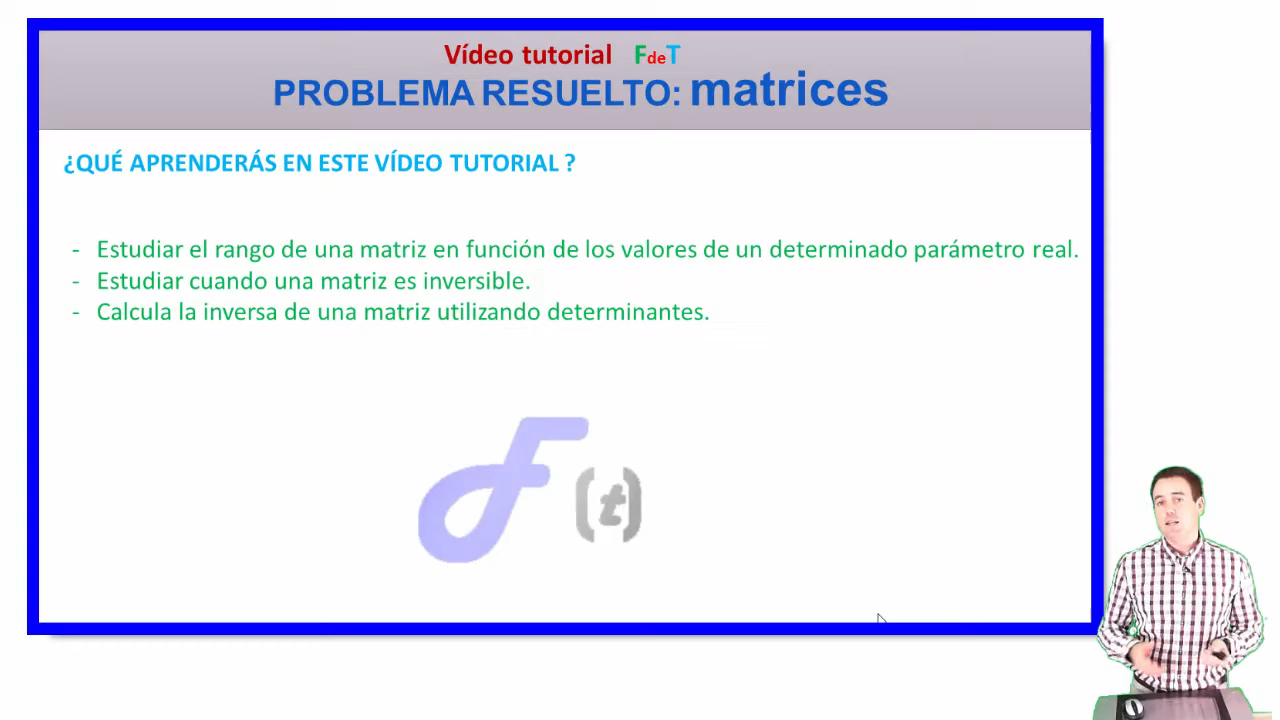 Vídeo tutorial FdeT
PROBLEMA RESUELTO: matrices
¿QUÉ APRENDERÁS EN ESTE VÍDEO TUTORIAL ?
- Estudiar el rango de una matriz en función de los valores de un determinado parámetro real.
- Estudiar cuando una matriz es inversible.
- Calcula la inversa de una matriz utilizando determinantes.
F(t)